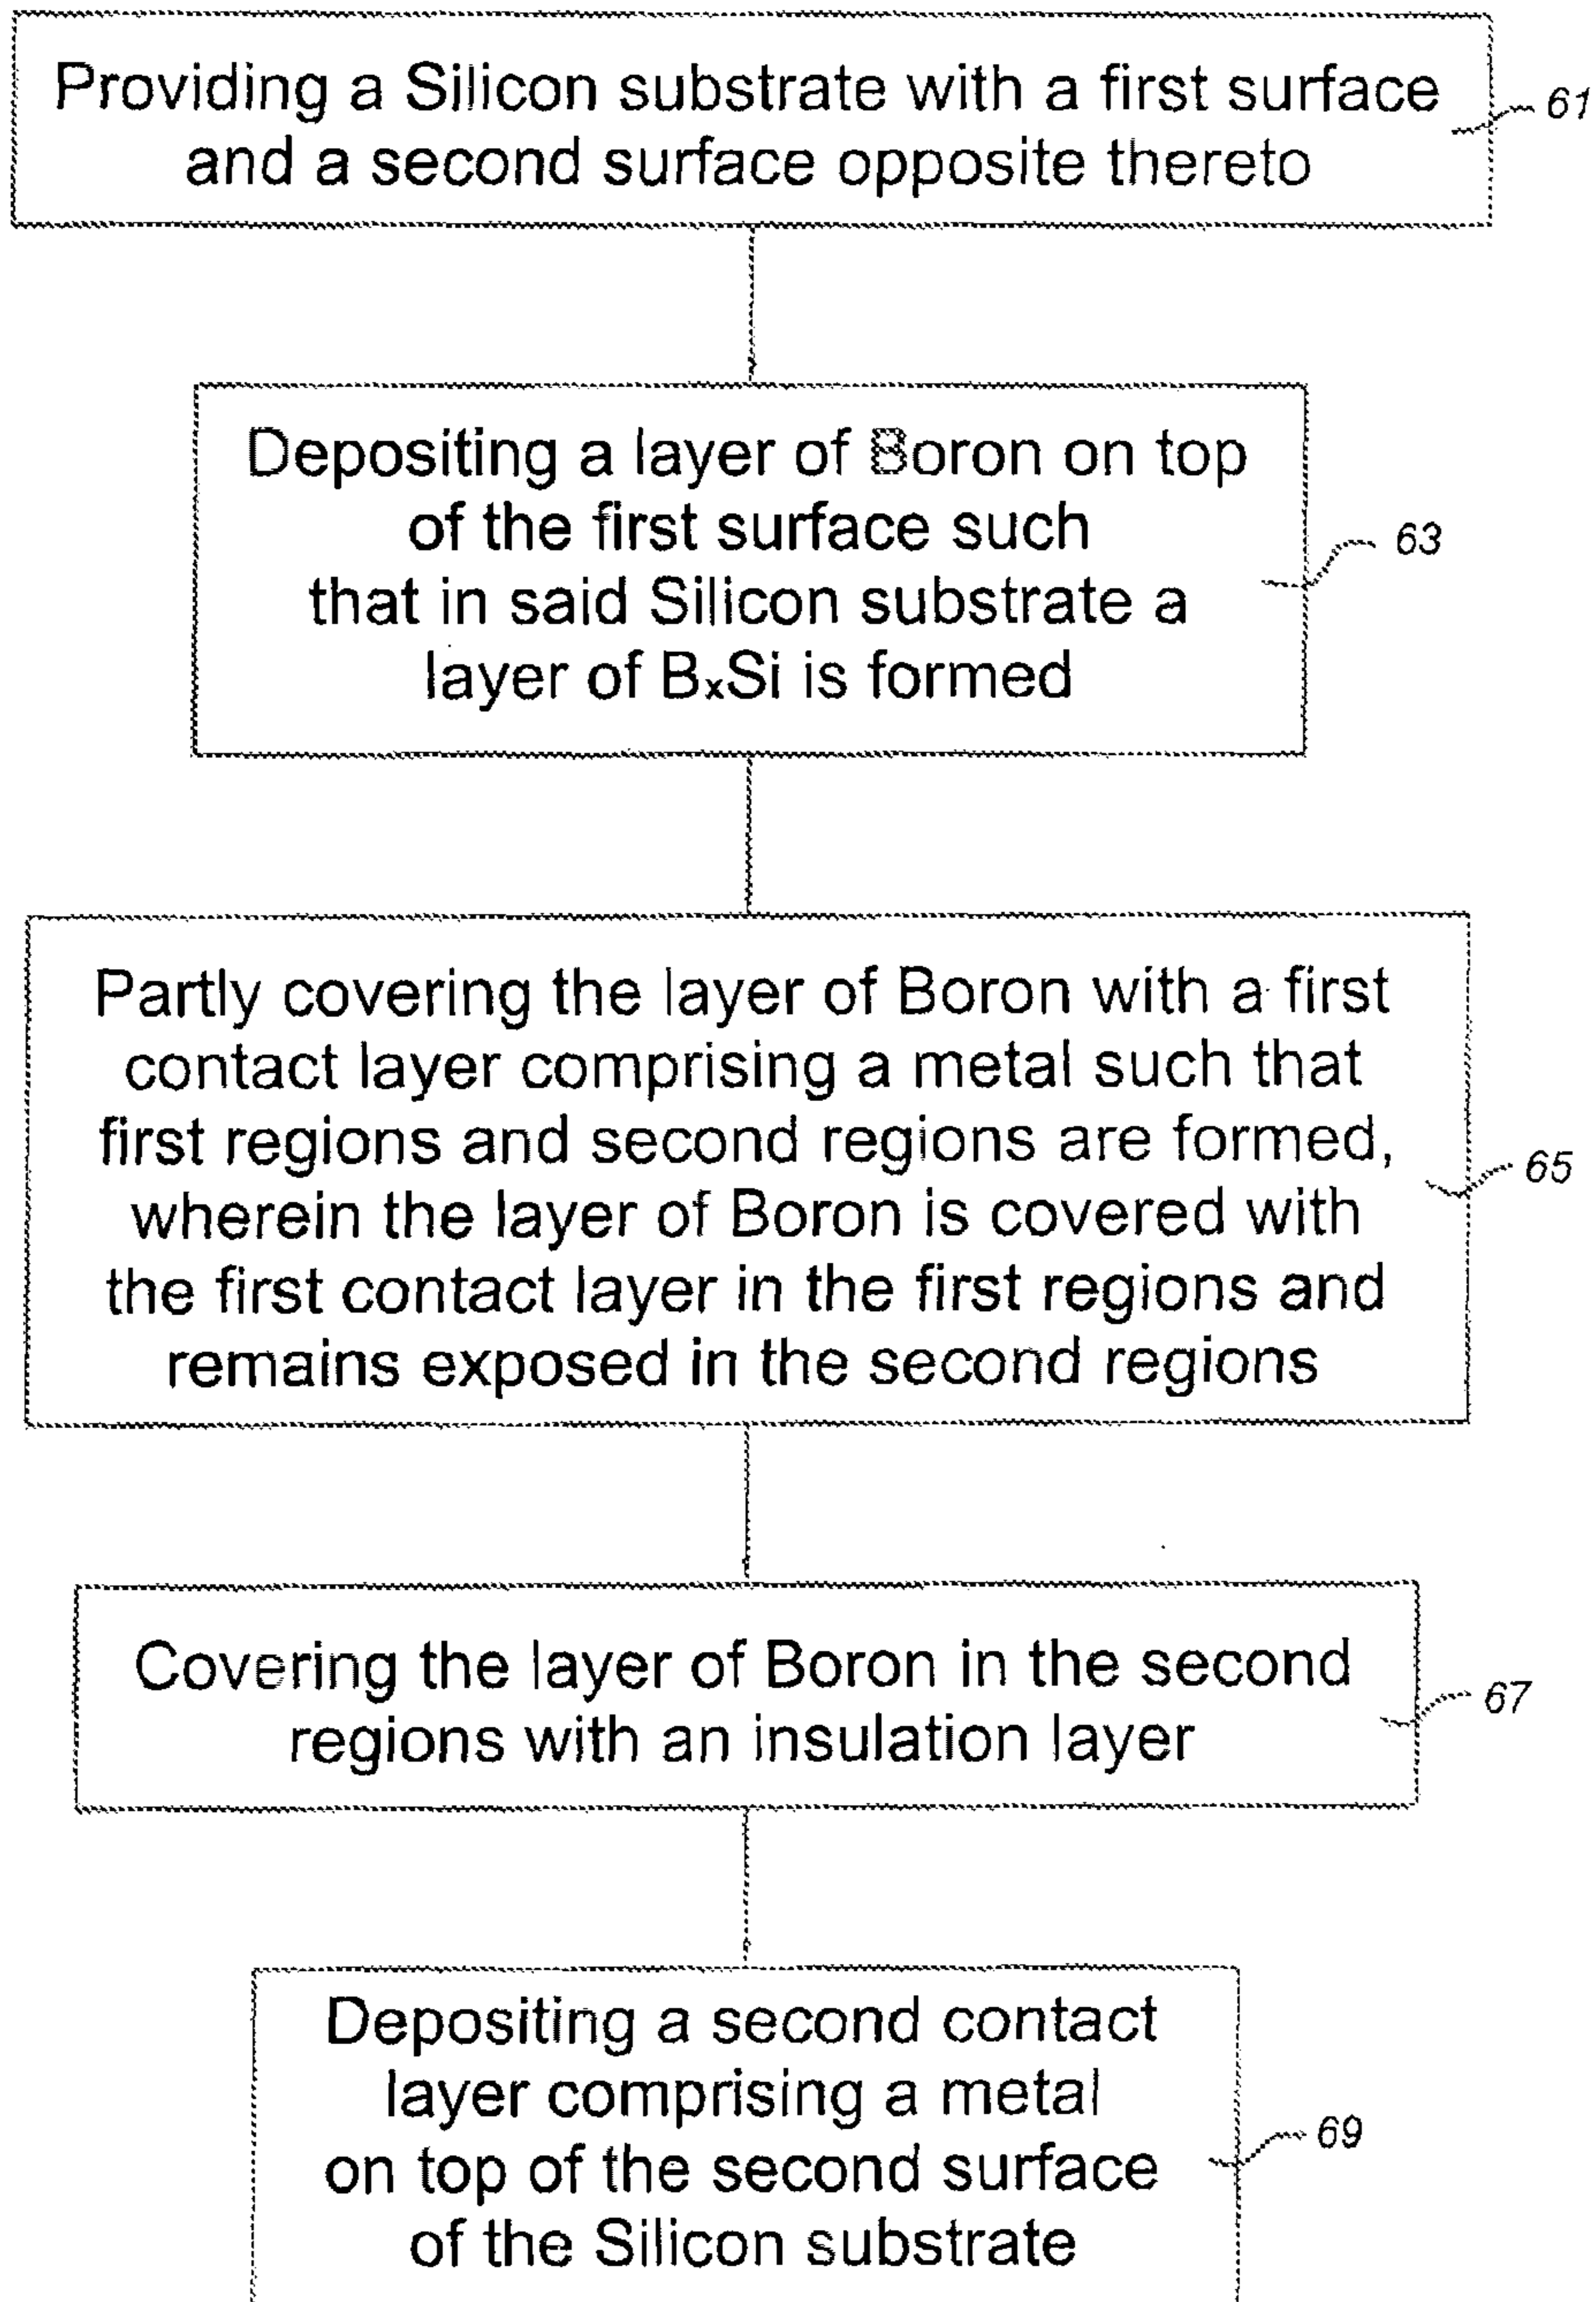 Providing a Silicon substrate with a first surface
and a second surface opposite thereto
61
Depositing a layer of Boron on top
of the first surface such
that in said Silicon substrate a
layer of BₓSi is formed
63
Partly covering the layer of Boron with a first
contact layer comprising a metal such that
first regions and second regions are formed,
wherein the layer of Boron is covered with
the first contact layer in the first regions and
remains exposed in the second regions
65
Covering the layer of Boron in the second
regions with an insulation layer
67
Depositing a second contact
layer comprising a metal
on top of the second surface
of the Silicon substrate
69